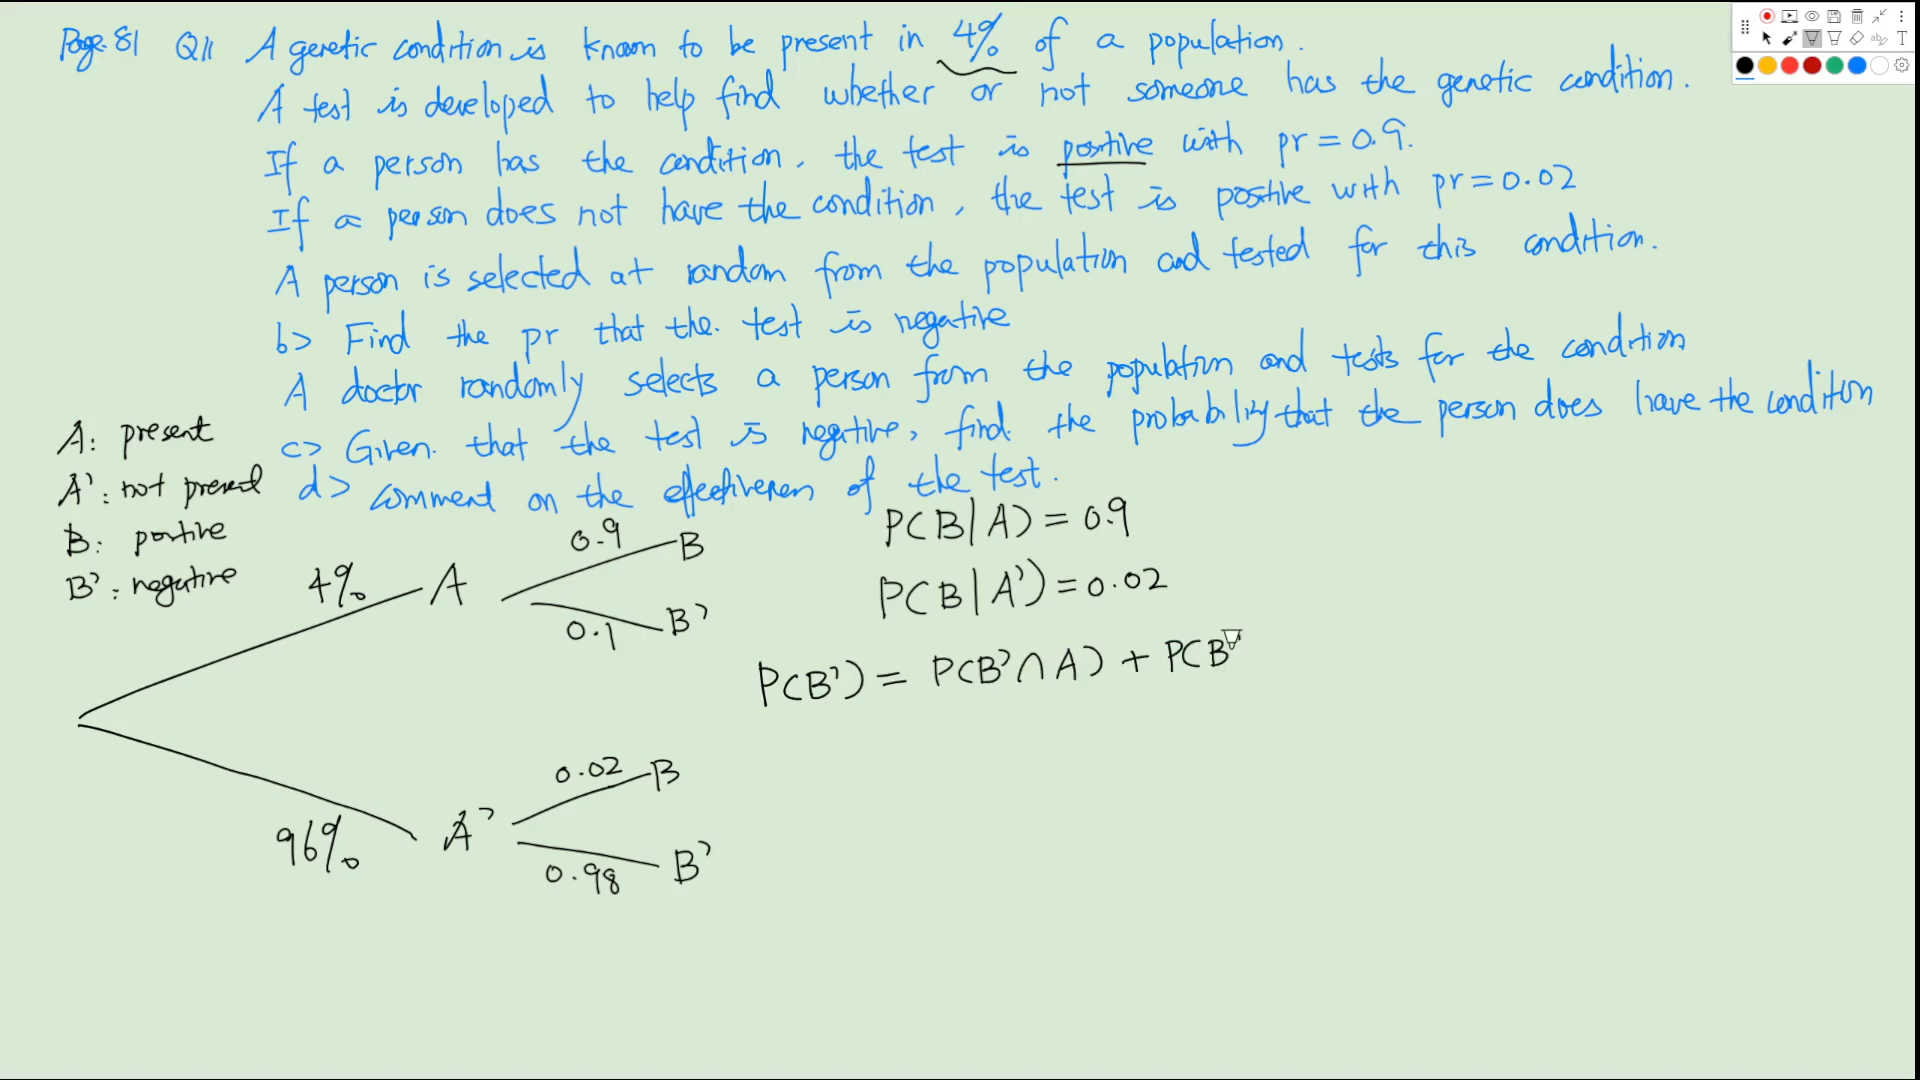 Page.81 Q11 A genetic condition is known to be present in 4% of a population.
A test is developed to help find whether or not someone has the genetic condition.
If a person has the condition, the test is positive with pr = 0.9.
If a person does not have the condition, the test is positive with pr = 0.02
A person is selected at random from the population and tested for this condition.
b> Find the pr that the. test is negative
A doctor randomly selects a person from the population and tests for the condition
c> Given. that the test is negative, find. the probability that the person does have the condition
d> comment on the effectiveness of the test.
A: present
A': not present
B: positive
B': negative
4% A
0.9 B
0.1 B'
96% A'
0.02 B
0.98 B'
P(B|A) = 0.9
P(B|A') = 0.02
P(B') = P(B'∩A) + P(B